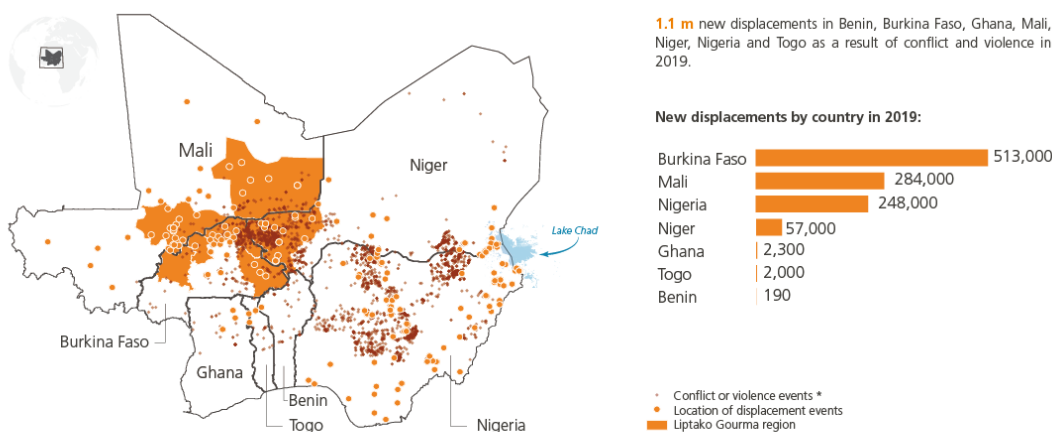 1.1 m new displacements in Benin, Burkina Faso, Ghana, Mali,
Niger, Nigeria and Togo as a result of conflict and violence in
2019.
New displacements by country in 2019:
Burkina Faso 513,000
Mali 284,000
Nigeria 248,000
Niger 57,000
Ghana 2,300
Togo 2,000
Benin 190
Mali
Niger
Lake Chad
Burkina Faso
Ghana
Benin
Togo
Nigeria
Conflict or violence events *
Location of displacement events
Liptako Gourma region